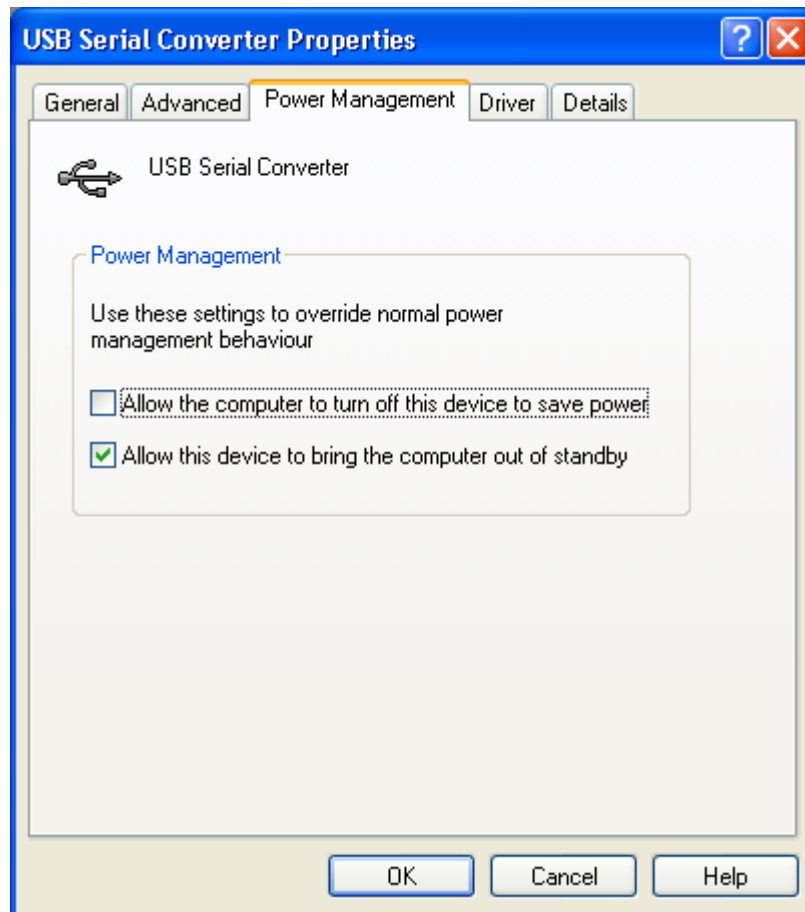 USB Serial Converter Properties
General Advanced Power Management Driver Details
USB Serial Converter
Power Management
Use these settings to override normal power
management behaviour
Allow the computer to turn off this device to save power
Allow this device to bring the computer out of standby
OK Cancel Help